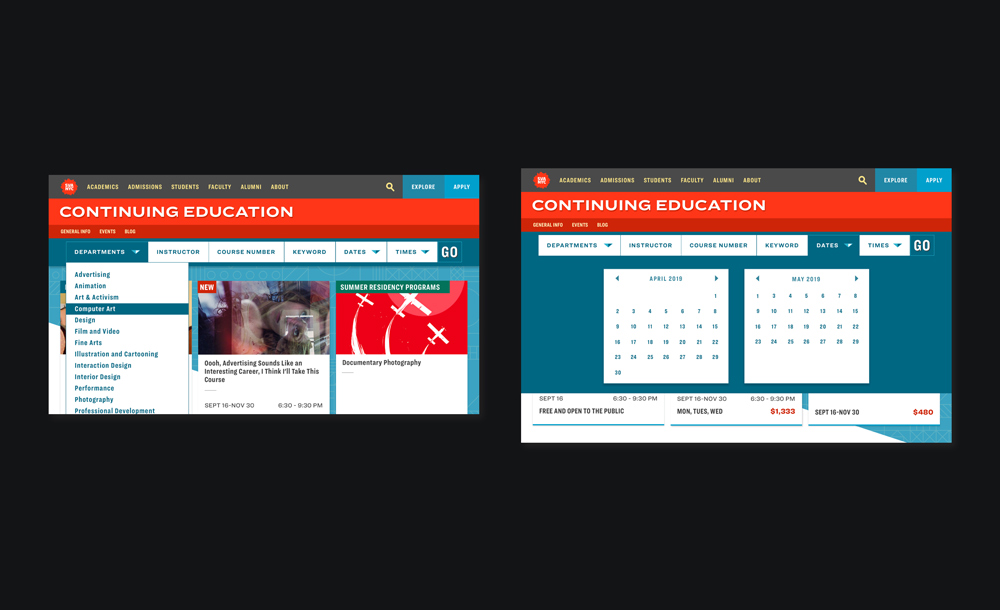 SVA NYC ACADEMICS ADMISSIONS STUDENTS FACULTY ALUMNI ABOUT EXPLORE APPLY
CONTINUING EDUCATION
GENERAL INFO EVENTS BLOG
DEPARTMENTS INSTRUCTOR COURSE NUMBER KEYWORD DATES TIMES GO
Advertising
Animation
Art & Activism
Computer Art
Design
Film and Video
Fine Arts
Illustration and Cartooning
Interaction Design
Interior Design
Performance
Photography
Professional Development
NEW
Oooh, Advertising Sounds Like an
Interesting Career, I Think I'll Take This
Course
SEPT 16-NOV 30 6:30 - 9:30 PM
SUMMER RESIDENCY PROGRAMS
Documentary Photography
SVA NYC ACADEMICS ADMISSIONS STUDENTS FACULTY ALUMNI ABOUT EXPLORE APPLY
CONTINUING EDUCATION
GENERAL INFO EVENTS BLOG
DEPARTMENTS INSTRUCTOR COURSE NUMBER KEYWORD DATES TIMES GO
APRIL 2019
1
2 3 4 5 6 7 8
9 10 11 12 13 14 15
16 17 18 19 20 21 22
23 24 25 26 27 28 29
30
MAY 2019
1 3 4 5 6 7 8
9 10 11 12 13 14 15
16 17 18 19 20 21 22
23 24 25 26 27 28 29
SEPT 16 6:30 - 9:30 PM
FREE AND OPEN TO THE PUBLIC
SEPT 16-NOV 30 6:30 - 9:30 PM
MON, TUES, WED $1,333
SEPT 16-NOV 30 $480